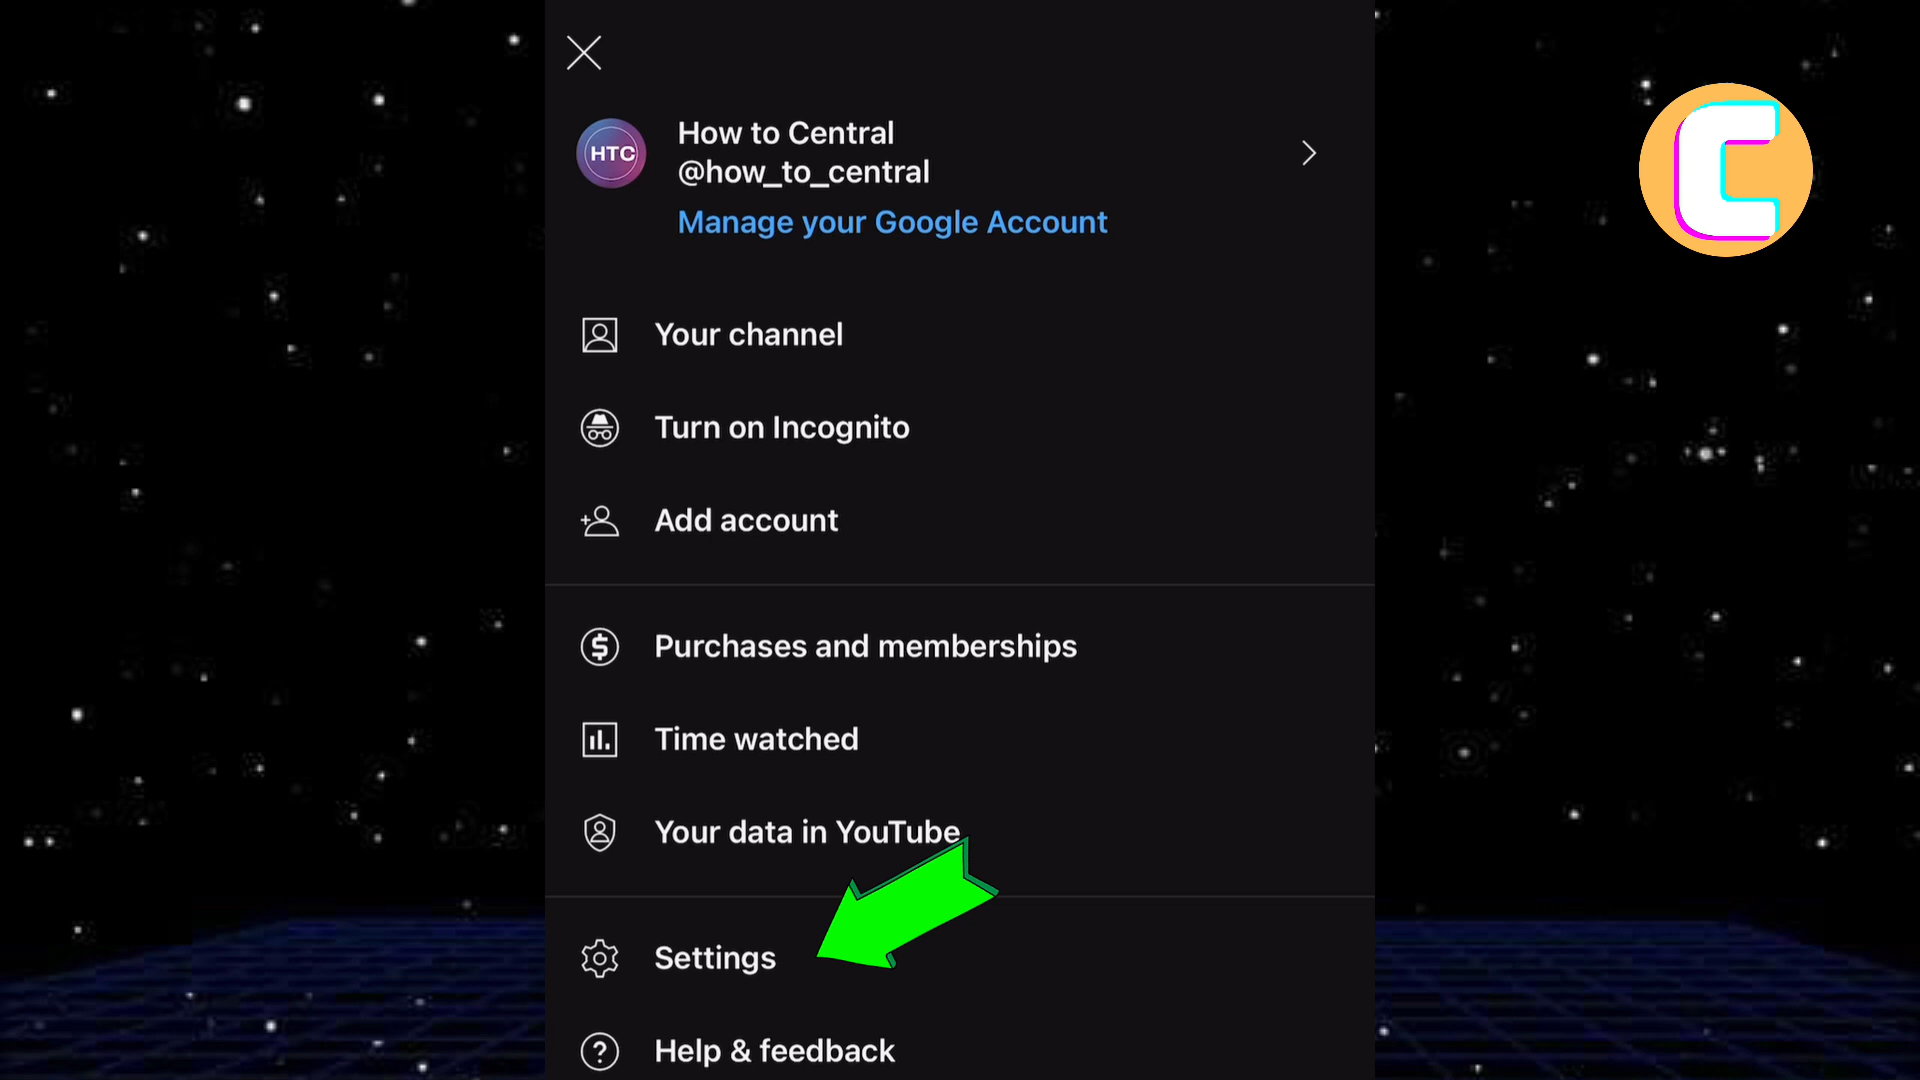 How to Central
HTC
@how_to_central
Manage your Google Account
C
Your channel
Turn on Incognito
Add account
Purchases and memberships
Time watched
Your data in YouTube
Settings
Help & feedback